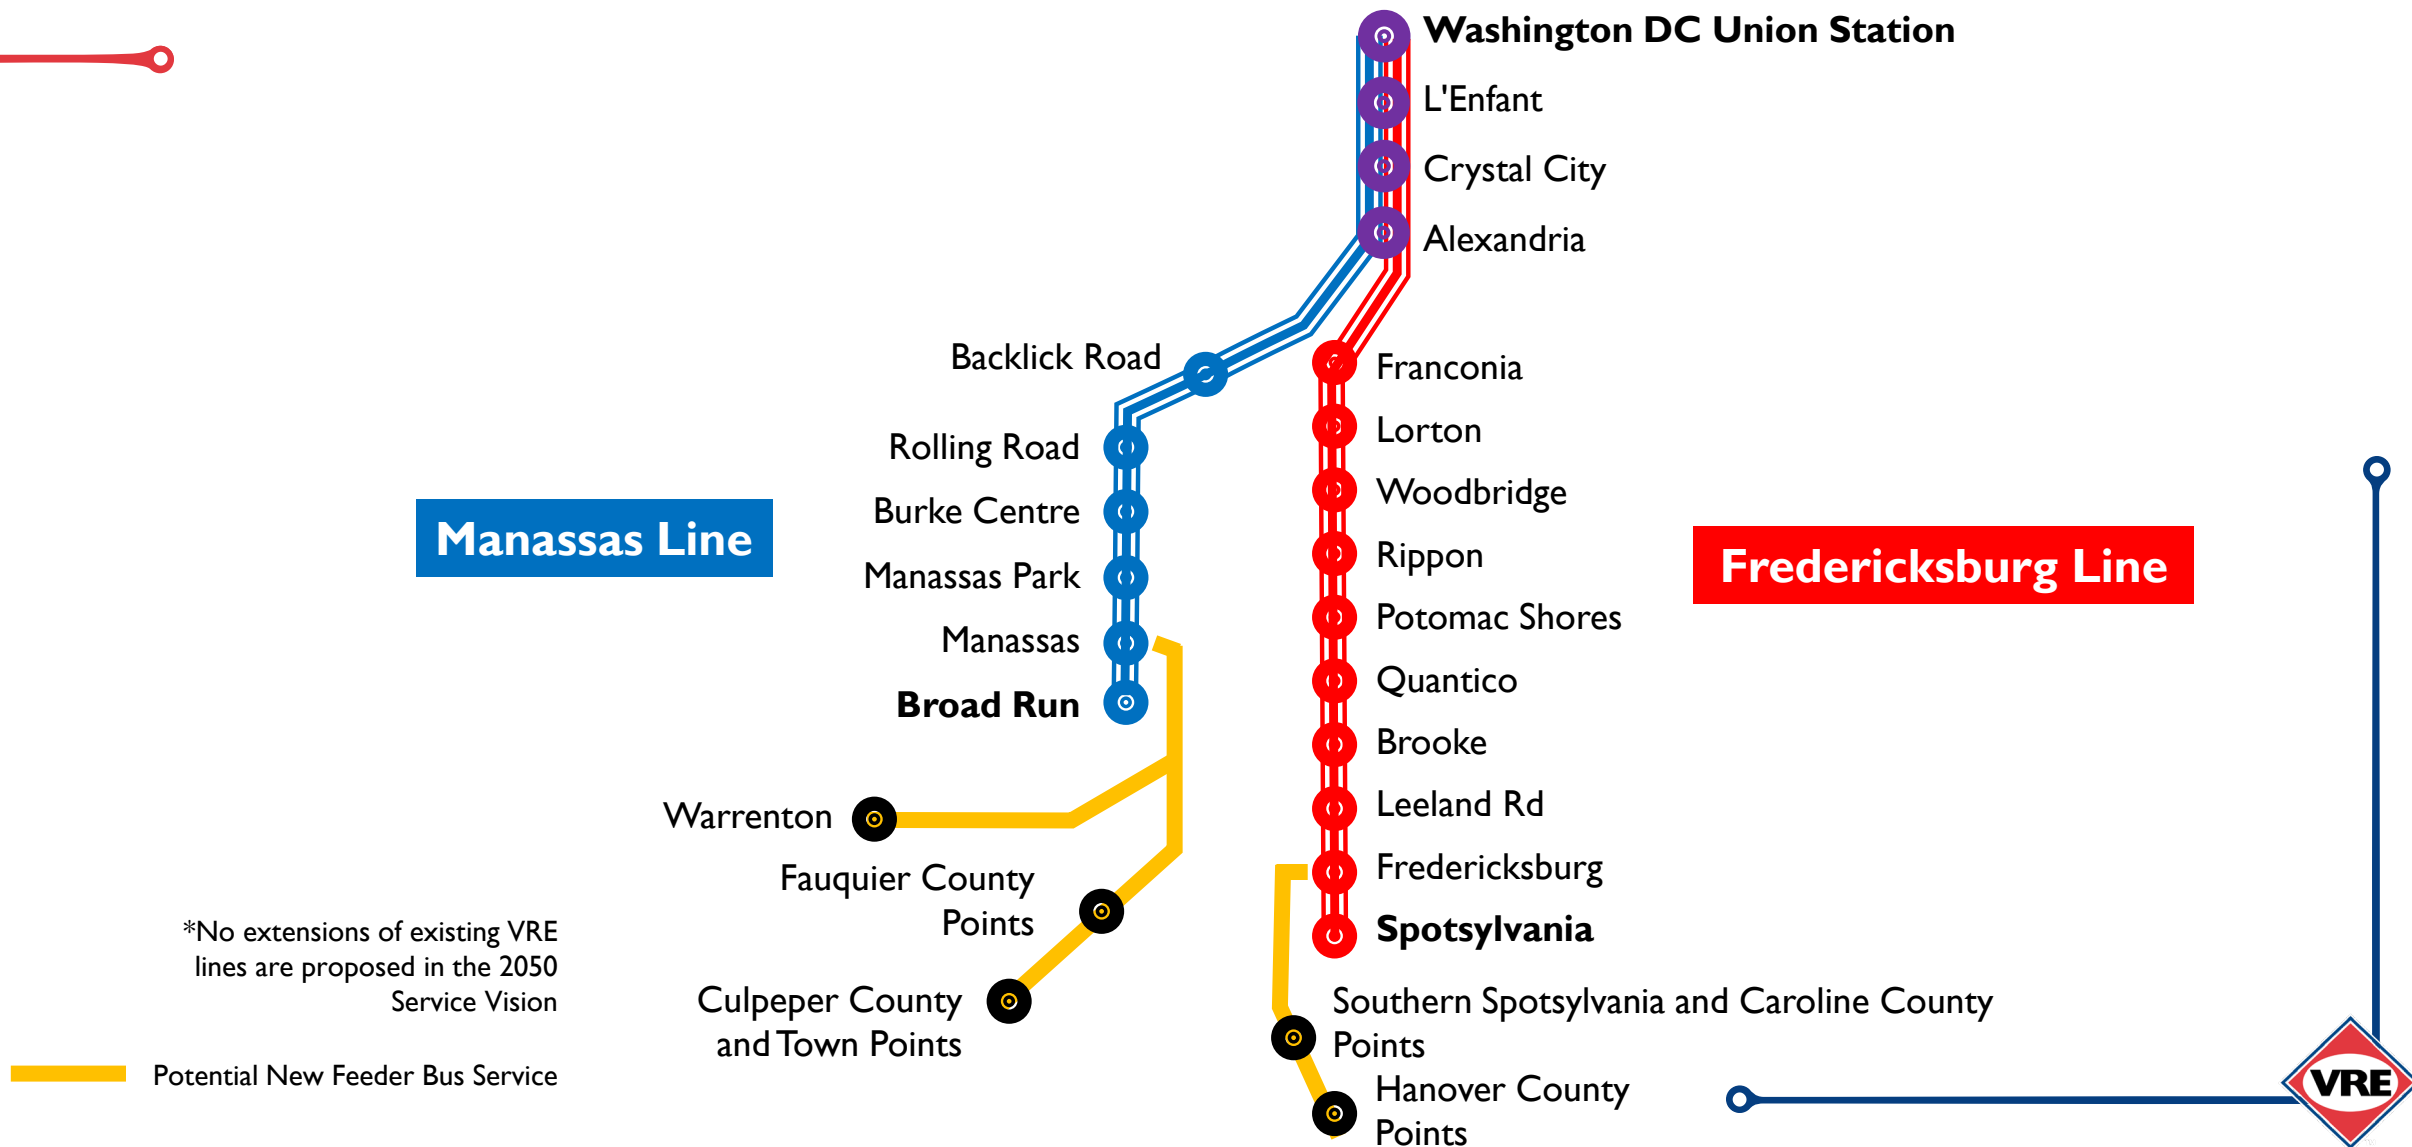 Washington DC Union Station
L'Enfant
Crystal City
Alexandria
Backlick Road
Rolling Road
Burke Centre
Manassas Park
Manassas
Broad Run
Manassas Line
Franconia
Lorton
Woodbridge
Rippon
Potomac Shores
Quantico
Brooke
Leeland Rd
Fredericksburg
Spotsylvania
Fredericksburg Line
Warrenton
Fauquier County
Points
Culpeper County
and Town Points
Southern Spotsylvania and Caroline County
Points
Hanover County
Points
*No extensions of existing VRE
lines are proposed in the 2050
Service Vision
Potential New Feeder Bus Service
VRE